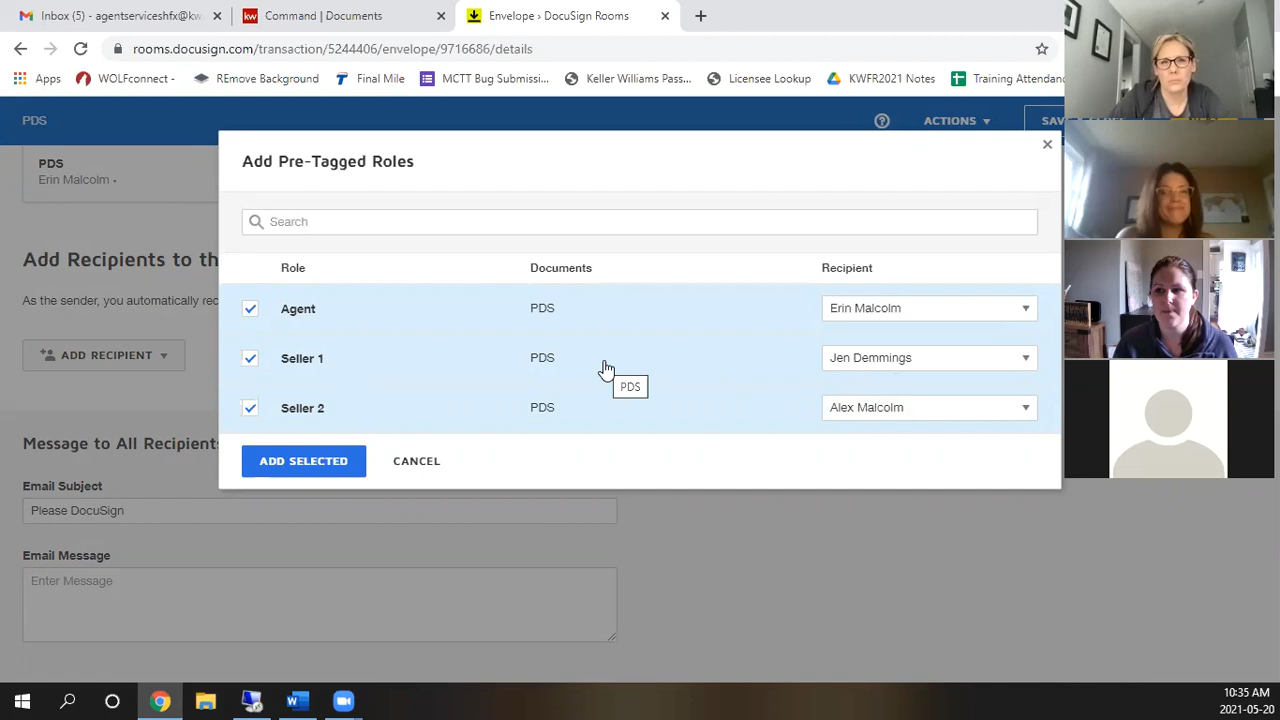 Inbox (5) - agentserviceshfx@kw
Command | Documents
Envelope › DocuSign Rooms
rooms.docusign.com/transaction/5244406/envelope/9716686/details
Apps
WOLFconnect -
REmove Background
Final Mile
MCTT Bug Submissi...
Keller Williams Pass...
Licensee Lookup
KWFR2021 Notes
Training Attendan
PDS
ACTIONS
PDS
Erin Malcolm
Add Recipients to th
As the sender, you automatically rec
ADD RECIPIENT
Add Pre-Tagged Roles
Search
Role Documents Recipient
Agent PDS Erin Malcolm
Seller 1 PDS Jen Demmings
PDS
Seller 2 PDS Alex Malcolm
ADD SELECTED CANCEL
Message to All Recipients
Email Subject
Please DocuSign
Email Message
Enter Message
10:35 AM
2021-05-20